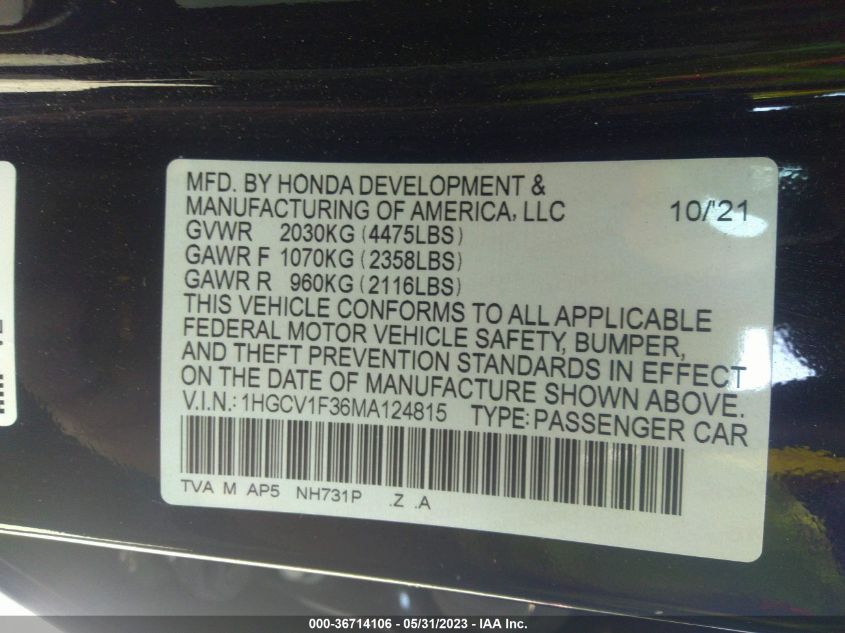 MFD. BY HONDA DEVELOPMENT &
MANUFACTURING OF AMERICA, LLC 10/'21
GVWR 2030KG (4475LBS)
GAWR F 1070KG (2358LBS)
GAWR R 960KG (2116LBS)
THIS VEHICLE CONFORMS TO ALL APPLICABLE
FEDERAL MOTOR VEHICLE SAFETY, BUMPER,
AND THEFT PREVENTION STANDARDS IN EFFECT
ON THE DATE OF MANUFACTURE SHOWN ABOVE.
V.I.N.: 1HGCV1F36MA124815 TYPE: PASSENGER CAR
TVA M AP5 NH731P .Z .A
000-36714106 - 05/31/2023 - IAA Inc.